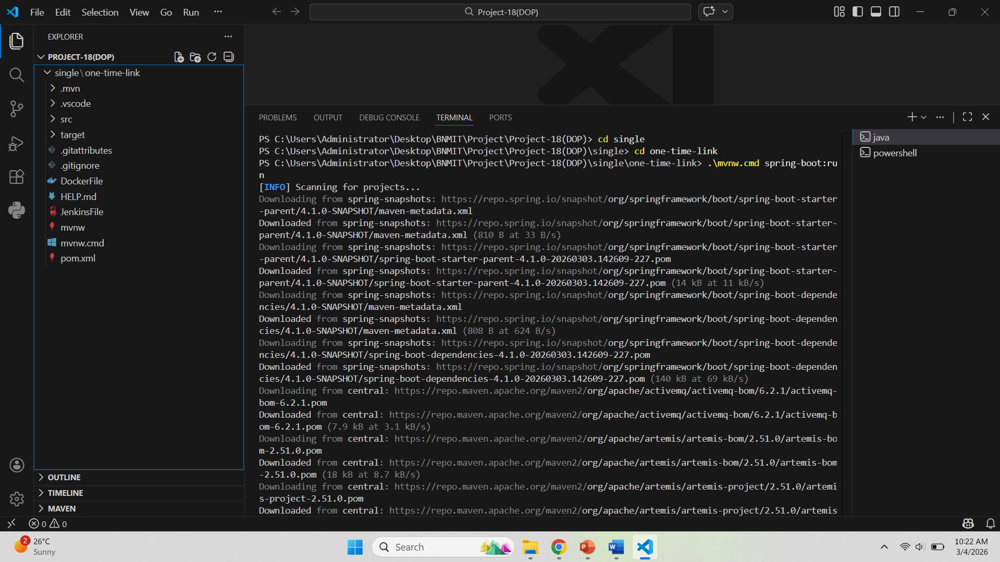 File Edit Selection View Go Run ···
Project-18(DOP)
EXPLORER
PROJECT-18(DOP)
single\one-time-link
.mvn
.vscode
src
target
.gitattributes
.gitignore
DockerFile
HELP.md
JenkinsFile
mvnw
mvnw.cmd
pom.xml
OUTLINE
TIMELINE
MAVEN
PROBLEMS OUTPUT DEBUG CONSOLE TERMINAL PORTS
PS C:\Users\Administrator\Desktop\BNMIT\Project\Project-18(DOP)> cd single
PS C:\Users\Administrator\Desktop\BNMIT\Project\Project-18(DOP)\single> cd one-time-link
PS C:\Users\Administrator\Desktop\BNMIT\Project\Project-18(DOP)\single\one-time-link> .\mvnw.cmd spring-boot:ru
n
[INFO] Scanning for projects...
Downloading from spring-snapshots: https://repo.spring.io/snapshot/org/springframework/boot/spring-boot-starter
-parent/4.1.0-SNAPSHOT/maven-metadata.xml
Downloaded from spring-snapshots: https://repo.spring.io/snapshot/org/springframework/boot/spring-boot-starter-
parent/4.1.0-SNAPSHOT/maven-metadata.xml (810 B at 33 B/s)
Downloading from spring-snapshots: https://repo.spring.io/snapshot/org/springframework/boot/spring-boot-starter
-parent/4.1.0-SNAPSHOT/spring-boot-starter-parent-4.1.0-20260303.142609-227.pom
Downloaded from spring-snapshots: https://repo.spring.io/snapshot/org/springframework/boot/spring-boot-starter-
parent/4.1.0-SNAPSHOT/spring-boot-starter-parent-4.1.0-20260303.142609-227.pom (14 kB at 11 kB/s)
Downloading from spring-snapshots: https://repo.spring.io/snapshot/org/springframework/boot/spring-boot-depende
ncies/4.1.0-SNAPSHOT/maven-metadata.xml
Downloaded from spring-snapshots: https://repo.spring.io/snapshot/org/springframework/boot/spring-boot-dependen
cies/4.1.0-SNAPSHOT/maven-metadata.xml (808 B at 624 B/s)
Downloading from spring-snapshots: https://repo.spring.io/snapshot/org/springframework/boot/spring-boot-depende
ncies/4.1.0-SNAPSHOT/spring-boot-dependencies-4.1.0-20260303.142609-227.pom
Downloaded from spring-snapshots: https://repo.spring.io/snapshot/org/springframework/boot/spring-boot-dependen
cies/4.1.0-SNAPSHOT/spring-boot-dependencies-4.1.0-20260303.142609-227.pom (140 kB at 69 kB/s)
Downloading from central: https://repo.maven.apache.org/maven2/org/apache/activemq/activemq-bom/6.2.1/activemq-
bom-6.2.1.pom
Downloaded from central: https://repo.maven.apache.org/maven2/org/apache/activemq/activemq-bom/6.2.1/activemq-b
om-6.2.1.pom (7.9 kB at 3.1 kB/s)
Downloading from central: https://repo.maven.apache.org/maven2/org/apache/artemis/artemis-bom/2.51.0/artemis-bo
m-2.51.0.pom
Downloaded from central: https://repo.maven.apache.org/maven2/org/apache/artemis/artemis-bom/2.51.0/artemis-bom
-2.51.0.pom (18 kB at 8.7 kB/s)
Downloading from central: https://repo.maven.apache.org/maven2/org/apache/artemis/artemis-project/2.51.0/artemi
s-project-2.51.0.pom
Downloaded from central: https://repo.maven.apache.org/maven2/org/apache/artemis/artemis-project/2.51.0/artemis
java
powershell
0 0
2
26°C
Sunny
Search
P
W
10:22 AM
3/4/2026